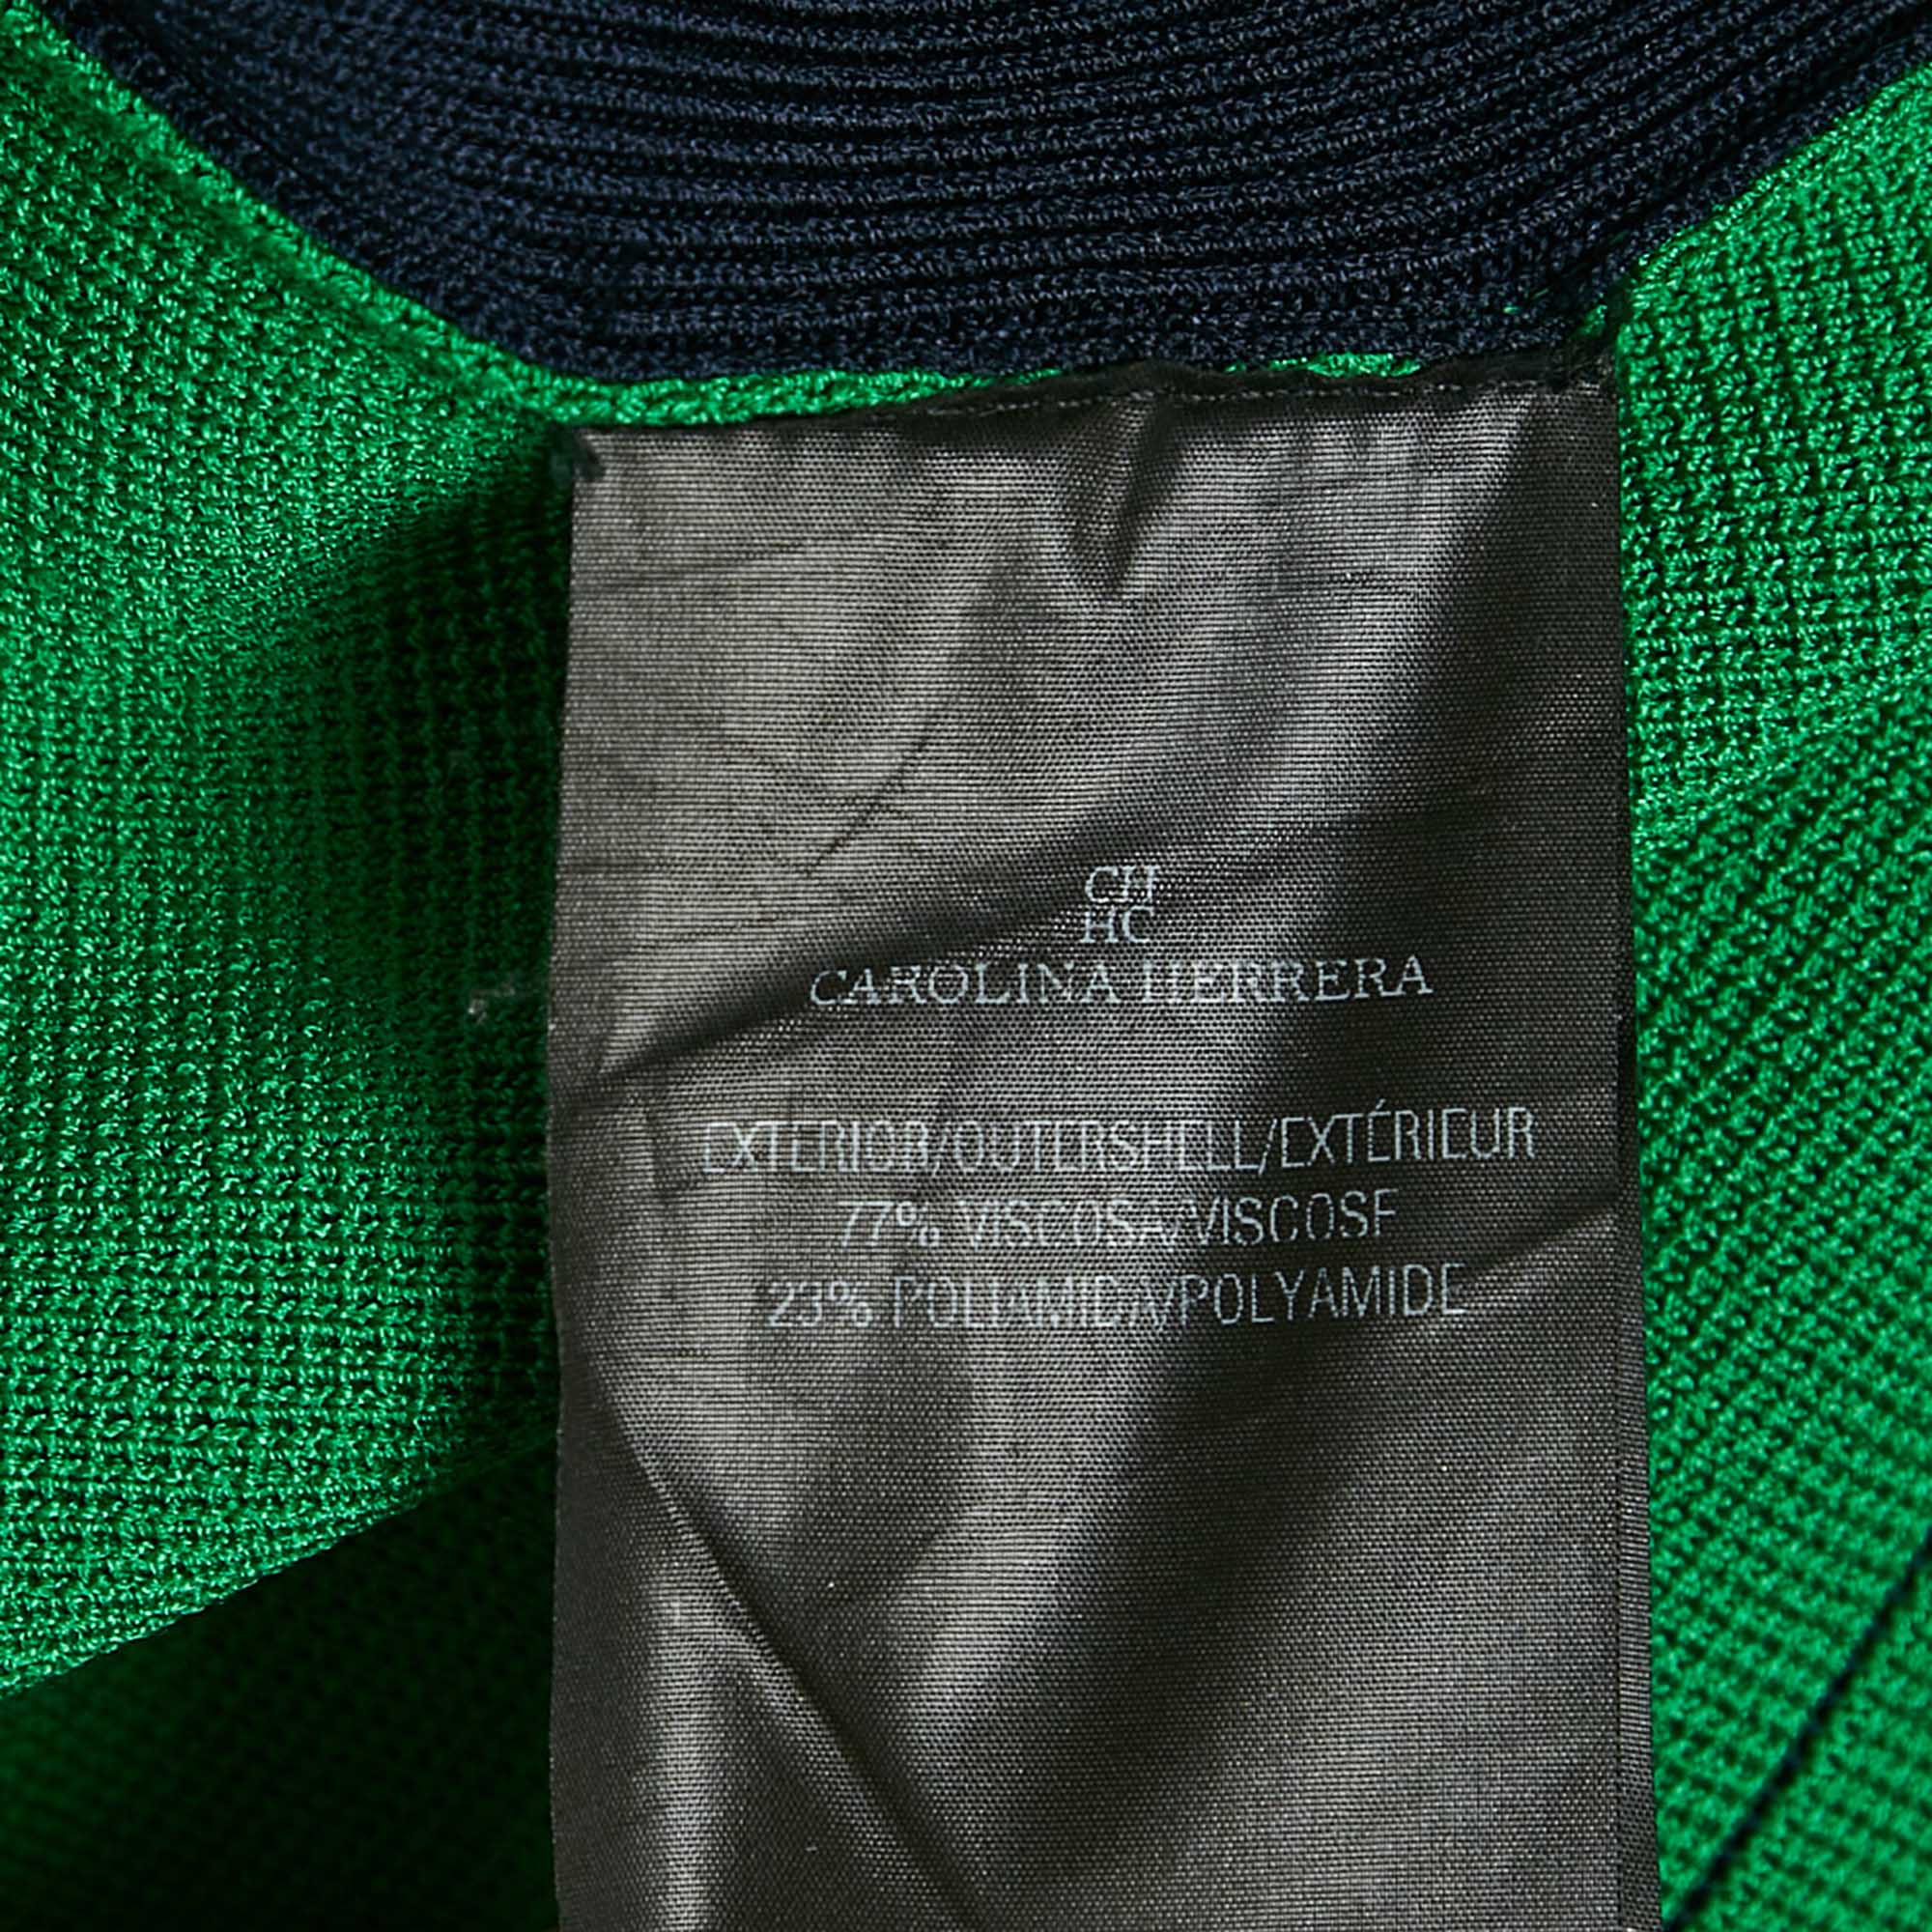 CH
HC
CAROLINA HERRERA
EXTERIOR/OUTERSHELL/EXTÉRIEUR
77% VISCOSA/VISCOSE
23% POLIAMIDA/POLYAMIDE